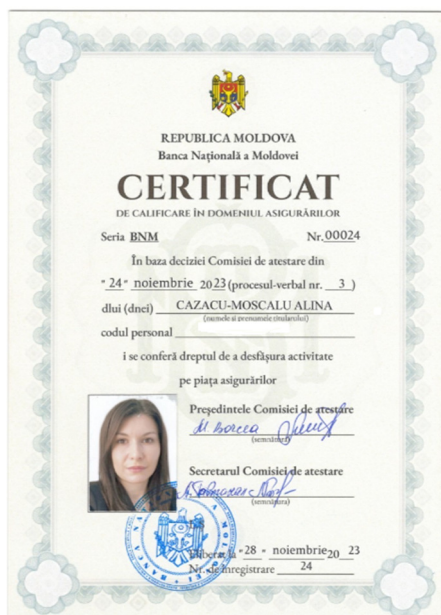 REPUBLICA MOLDOVA
Banca Națională a Moldovei
CERTIFICAT
DE CALIFICARE ÎN DOMENIUL ASIGURĂRILOR
Seria BNM Nr. 00024
În baza deciziei Comisiei de atestare din
"24" noiembrie 2023 (procesul-verbal nr. 3)
dlui (dnei) CAZACU-MOSCALU ALINA
(numele și prenumele titularului)
codul personal
i se conferă dreptul de a desfășura activitate
pe piața asigurărilor
Președintele Comisiei de atestare
(semnătura)
Secretarul Comisiei de atestare
(semnătura)
Eliberat la "28" noiembrie 2023
Nr. de înregistrare 24